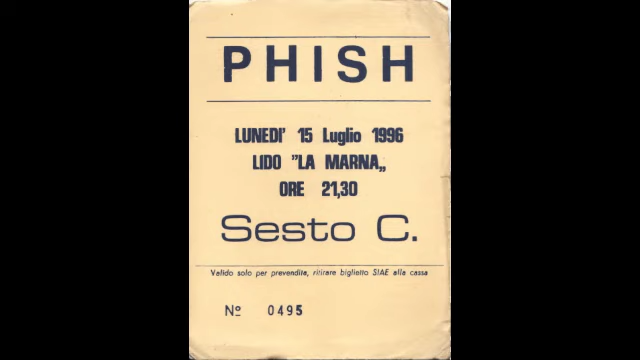 PHISH
LUNEDI' 15 Luglio 1996
LIDO "LA MARNA„
ORE 21,30
Sesto C.
Valido solo per prevendita, ritirare biglietto SIAE alla cassa
Nº 0495